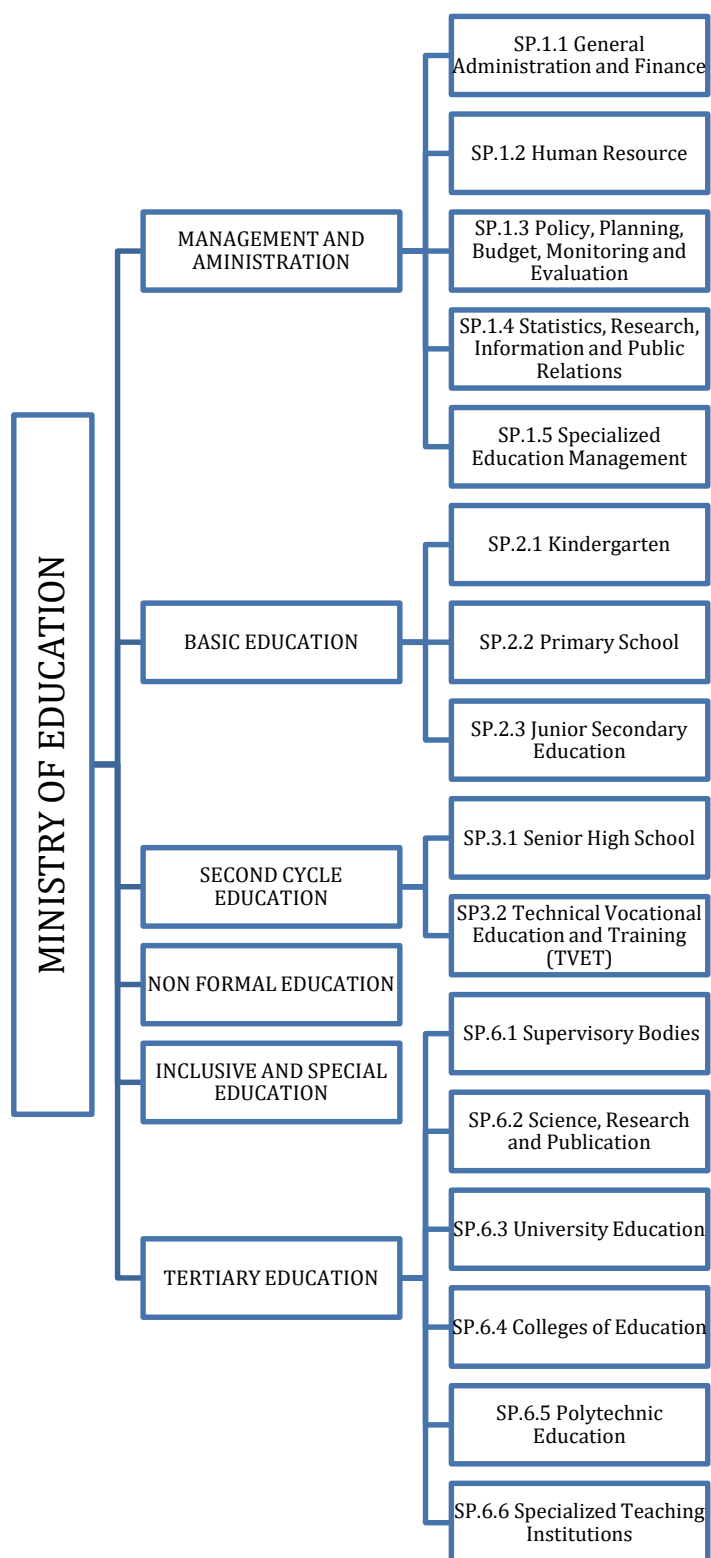 MINISTRY OF EDUCATION
MANAGEMENT AND
AMINISTRATION
SP.1.1 General
Administration and Finance
SP.1.2 Human Resource
SP.1.3 Policy, Planning,
Budget, Monitoring and
Evaluation
SP.1.4 Statistics, Research,
Information and Public
Relations
SP.1.5 Specialized
Education Management
BASIC EDUCATION
SP.2.1 Kindergarten
SP.2.2 Primary School
SP.2.3 Junior Secondary
Education
SECOND CYCLE
EDUCATION
SP.3.1 Senior High School
SP3.2 Technical Vocational
Education and Training
(TVET)
NON FORMAL EDUCATION
INCLUSIVE AND SPECIAL
EDUCATION
TERTIARY EDUCATION
SP.6.1 Supervisory Bodies
SP.6.2 Science, Research
and Publication
SP.6.3 University Education
SP.6.4 Colleges of Education
SP.6.5 Polytechnic
Education
SP.6.6 Specialized Teaching
Institutions